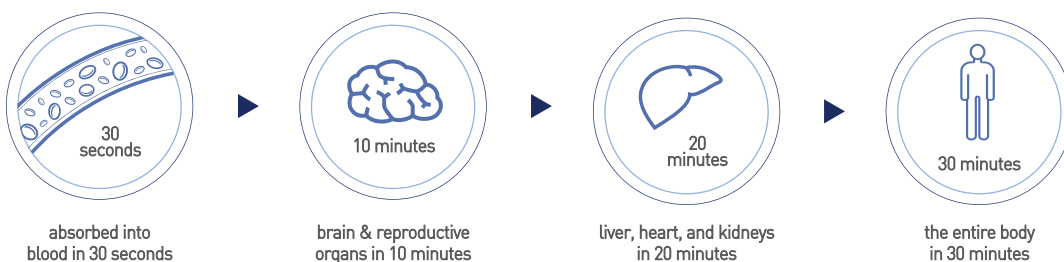 30
seconds
10 minutes
20
minutes
30 minutes
absorbed into
blood in 30 seconds
brain & reproductive
organs in 10 minutes
liver, heart, and kidneys
in 20 minutes
the entire body
in 30 minutes